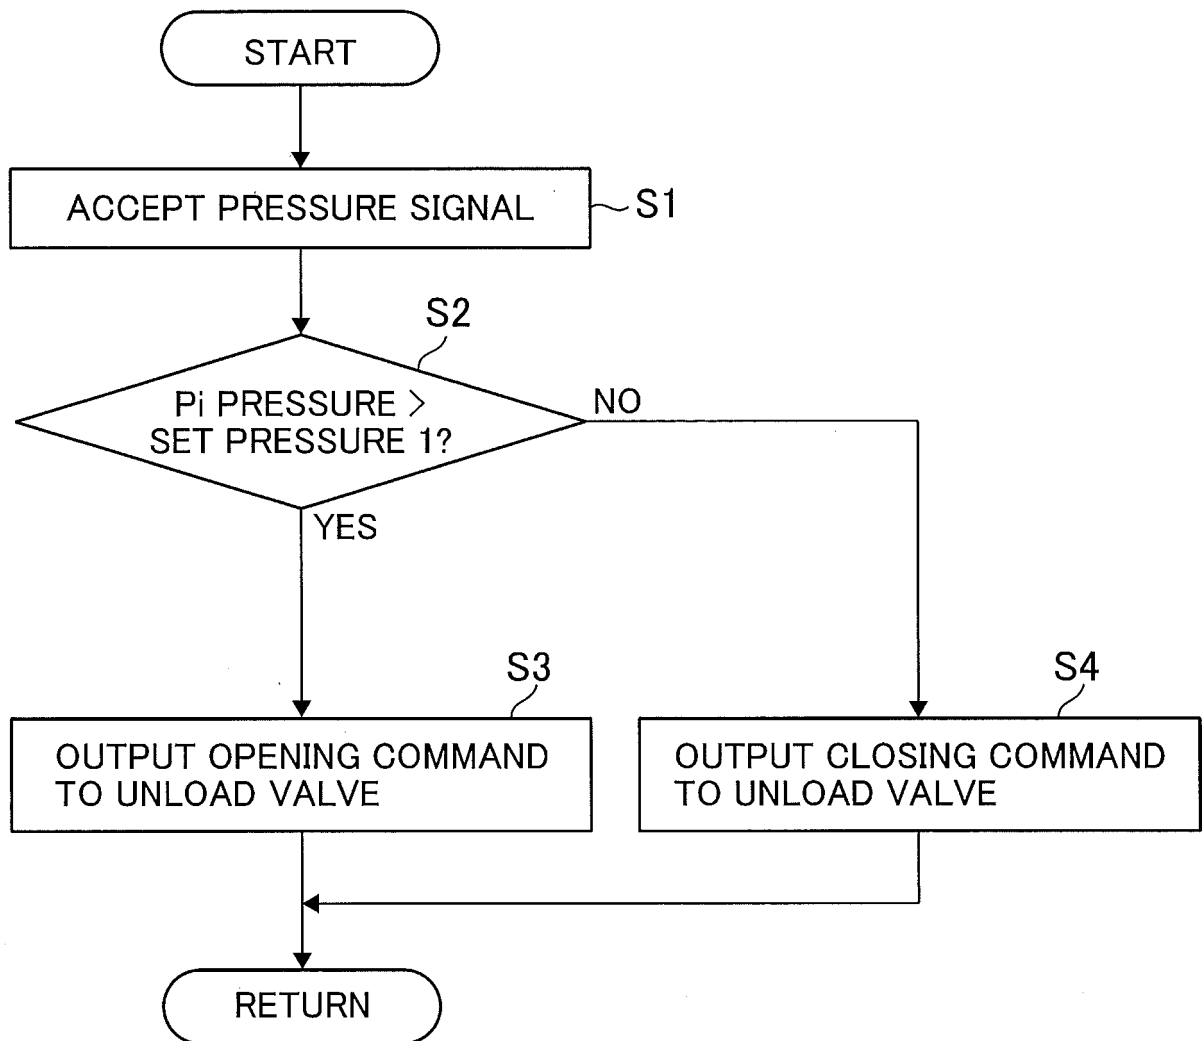 START
ACCEPT PRESSURE SIGNAL
S1
S2
Pi PRESSURE >
SET PRESSURE 1?
NO
YES
S3
S4
OUTPUT OPENING COMMAND
TO UNLOAD VALVE
OUTPUT CLOSING COMMAND
TO UNLOAD VALVE
RETURN